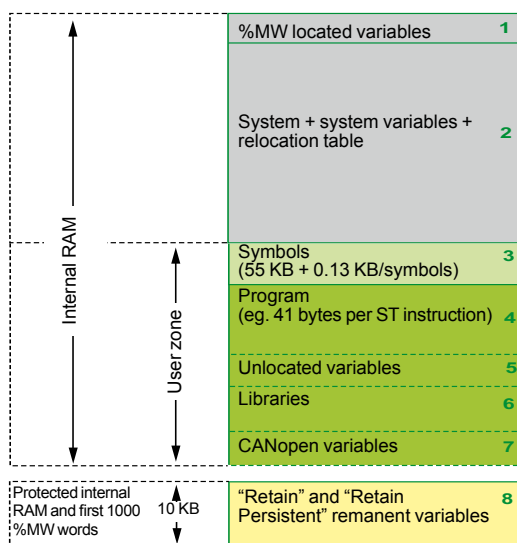 %MW located variables 1
System + system variables +
relocation table 2
Internal RAM
User zone
Symbols 3
(55 KB + 0.13 KB/symbols)
Program
(eg. 41 bytes per ST instruction) 4
Unlocated variables 5
Libraries 6
CANopen variables 7
Protected internal
RAM and first 1000
%MW words
10 KB
“Retain” and “Retain 8
Persistent” remanent variables